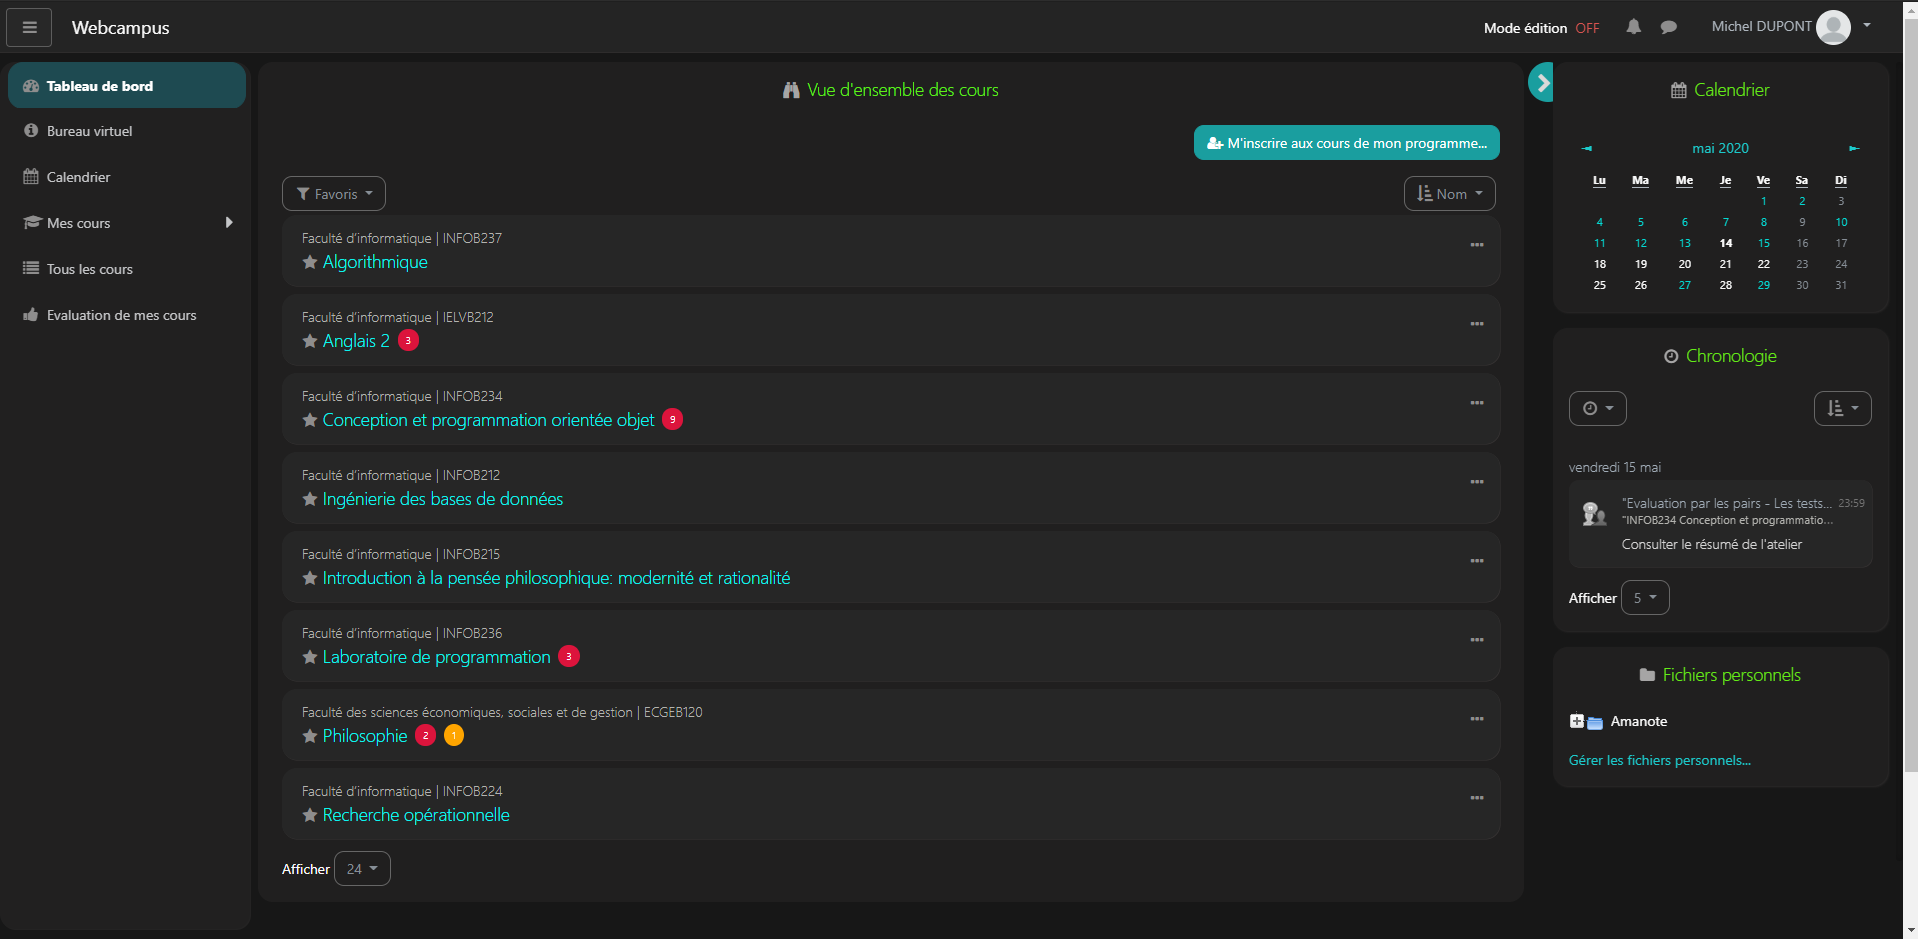 Webcampus
Mode édition OFF
Michel DUPONT
Tableau de bord
Bureau virtuel
Calendrier
Mes cours
Tous les cours
Evaluation de mes cours
Vue d'ensemble des cours
M'inscrire aux cours de mon programme...
Favoris
Nom
Faculté d'informatique | INFOB237
Algorithmique
Faculté d'informatique | IELVB212
Anglais 2 3
Faculté d'informatique | INFOB234
Conception et programmation orientée objet 9
Faculté d'informatique | INFOB212
Ingénierie des bases de données
Faculté d'informatique | INFOB215
Introduction à la pensée philosophique: modernité et rationalité
Faculté d'informatique | INFOB236
Laboratoire de programmation 3
Faculté des sciences économiques, sociales et de gestion | ECGEB120
Philosophie 2 1
Faculté d'informatique | INFOB224
Recherche opérationnelle
Afficher 24
Calendrier
mai 2020
Lu Ma Me Je Ve Sa Di
1 2 3
4 5 6 7 8 9 10
11 12 13 14 15 16 17
18 19 20 21 22 23 24
25 26 27 28 29 30 31
Chronologie
vendredi 15 mai
"Evaluation par les pairs - Les tests... 23:59
"INFOB234 Conception et programmatio...
Consulter le résumé de l'atelier
Afficher 5
Fichiers personnels
Amanote
Gérer les fichiers personnels...